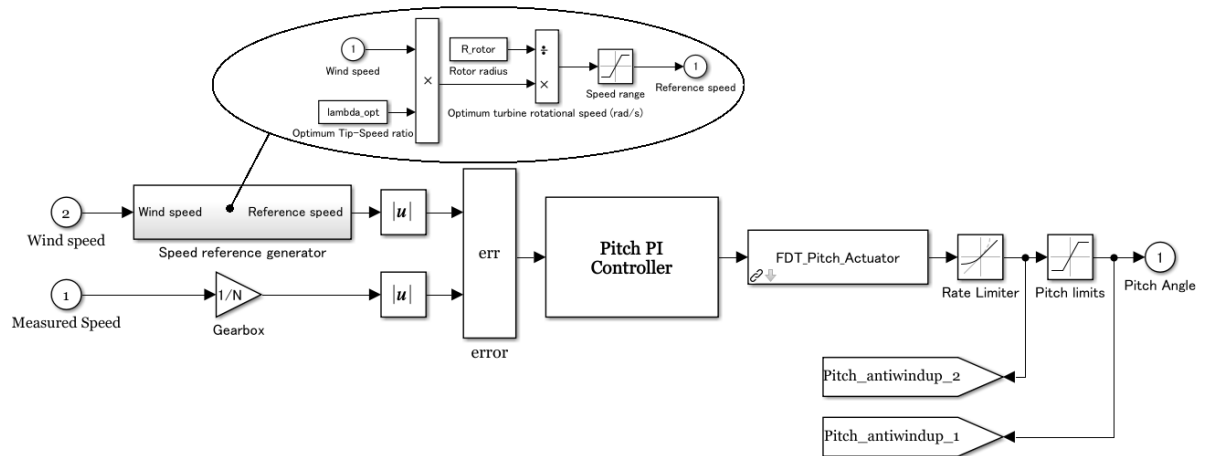 1
Wind speed
lambda_opt
Optimum Tip-Speed ratio
×
R_rotor
Rotor radius
÷
×
Optimum turbine rotational speed (rad/s)
Speed range
1
Reference speed
2
Wind speed
Wind speed
Reference speed
Speed reference generator
|u|
1
Measured Speed
1/N
Gearbox
|u|
err
error
Pitch PI
Controller
FDT_Pitch_Actuator
Rate Limiter
Pitch limits
1
Pitch Angle
Pitch_antiwindup_2
Pitch_antiwindup_1